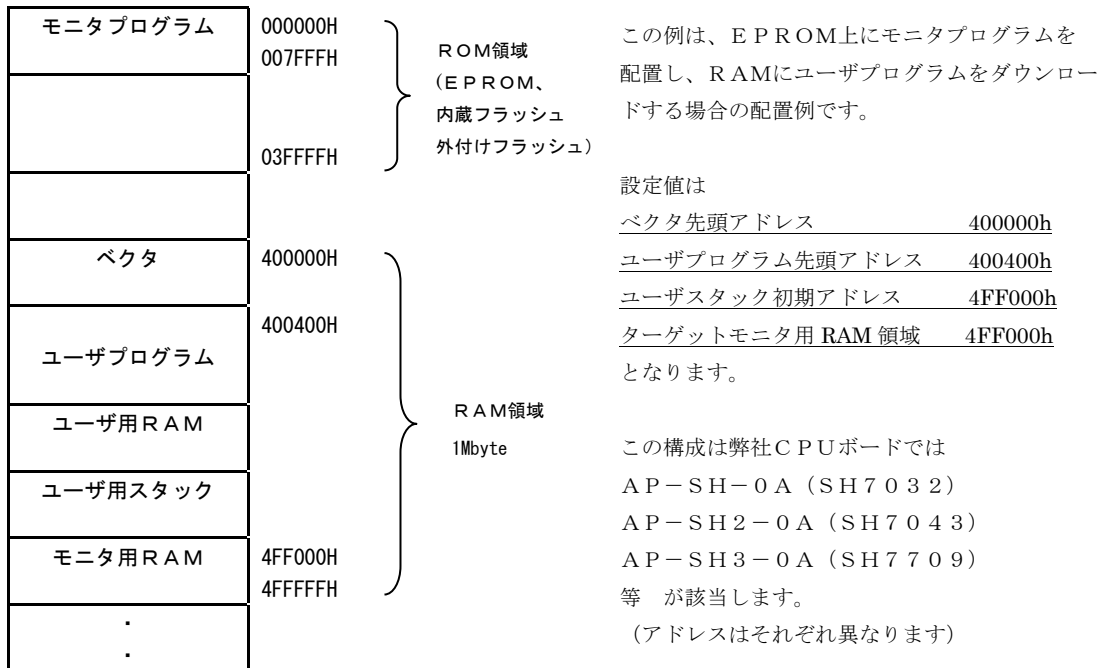 モニタプログラム
000000H
007FFFH
03FFFFH
ROM領域
(EPROM、
内蔵フラッシュ
外付けフラッシュ)
ベクタ
400000H
400400H
ユーザプログラム
ユーザ用RAM
ユーザ用スタック
モニタ用RAM
4FF000H
4FFFFFH
・
・
RAM領域
1Mbyte
この例は、EPROM上にモニタプログラムを
配置し、RAMにユーザプログラムをダウンロー
ドする場合の配置例です。
設定値は
ベクタ先頭アドレス 400000h
ユーザプログラム先頭アドレス 400400h
ユーザスタック初期アドレス 4FF000h
ターゲットモニタ用 RAM 領域 4FF000h
となります。
この構成は弊社CPUボードでは
AP-SH-0A(SH7032)
AP-SH2-0A(SH7043)
AP-SH3-0A(SH7709)
等 が該当します。
(アドレスはそれぞれ異なります)